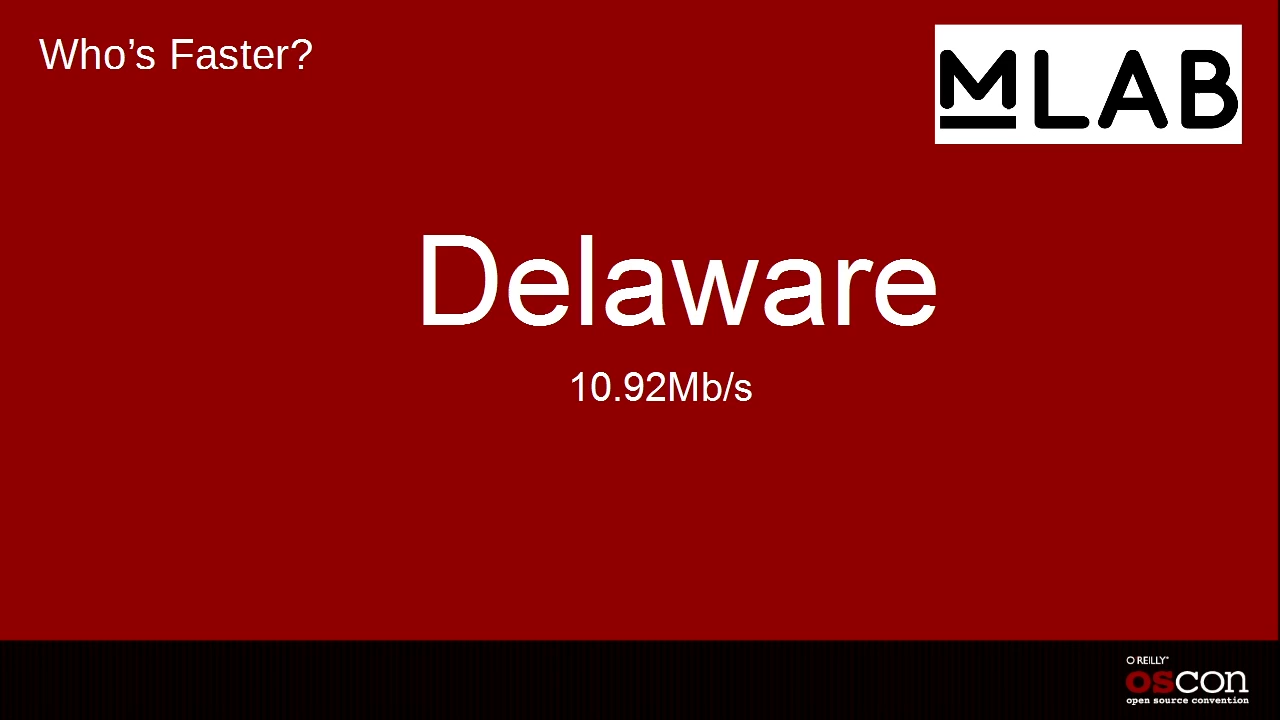 Who’s Faster?
MLAB
Delaware
10.92Mb/s
O REILLY®
oscon
open source convention